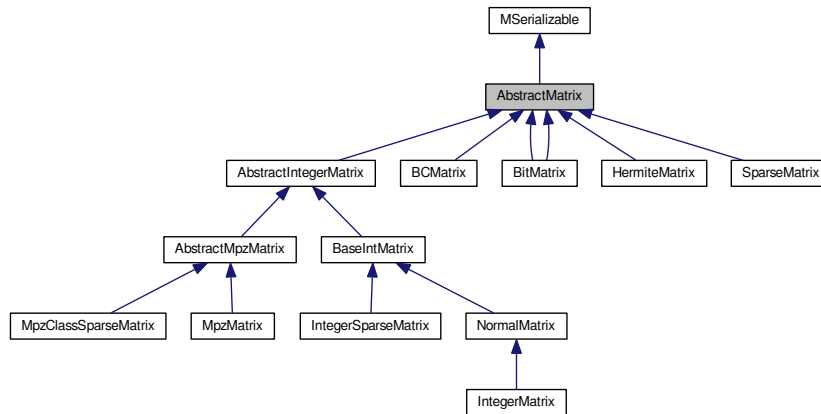 MSerializable
AbstractMatrix
AbstractIntegerMatrix
BCMatrix
BitMatrix
HermiteMatrix
SparseMatrix
AbstractMpzMatrix
BaseIntMatrix
MpzClassSparseMatrix
MpzMatrix
IntegerSparseMatrix
NormalMatrix
IntegerMatrix